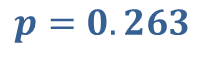 p = 0.263